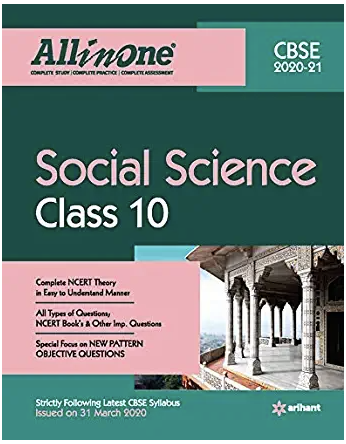 All in One
COMPLETE STUDY | COMPLETE PRACTICE | COMPLETE ASSESSMENT
CBSE
2020-21
Social Science
Class 10
Complete NCERT Theory
in Easy to Understand Manner
All Types of Questions;
NCERT Book's & Other Imp. Questions
Special Focus on NEW PATTERN
OBJECTIVE QUESTIONS
Strictly Following Latest CBSE Syllabus
Issued on 31 March 2020
arihant